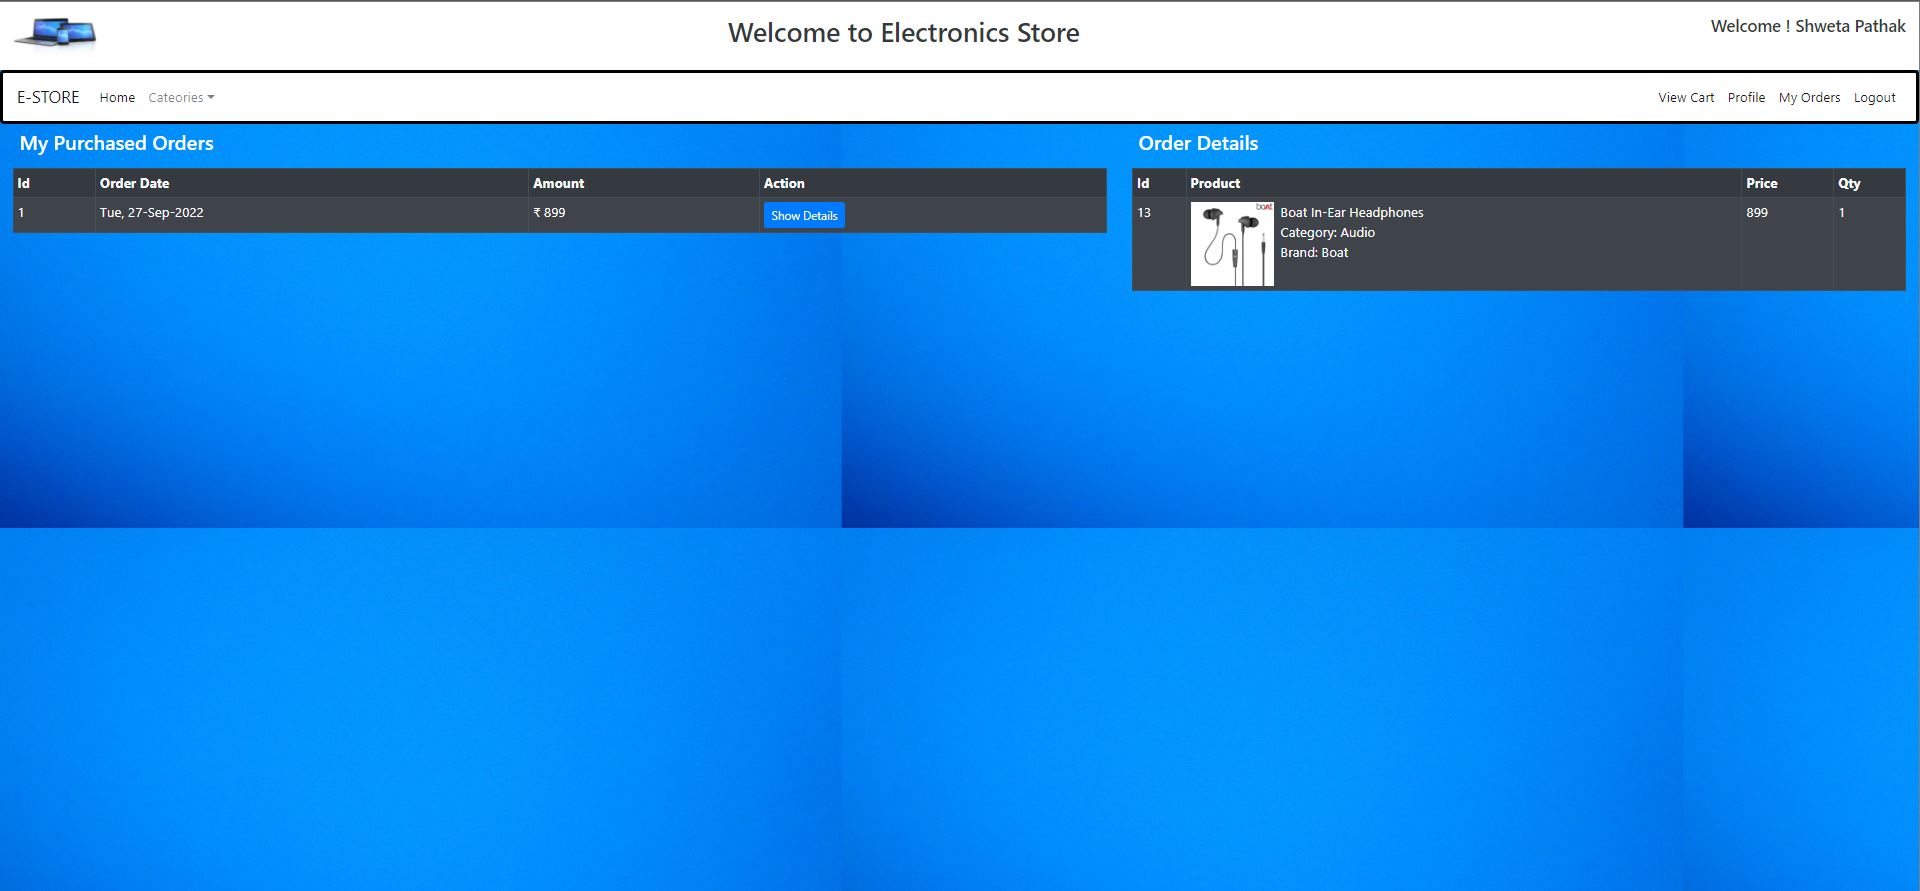 Welcome to Electronics Store
Welcome ! Shweta Pathak
E-STORE Home Cateories View Cart Profile My Orders Logout
My Purchased Orders
Id Order Date Amount Action
1 Tue, 27-Sep-2022 ₹ 899 Show Details
Order Details
Id Product Price Qty
13 boAt Boat In-Ear Headphones 899 1
Category: Audio
Brand: Boat